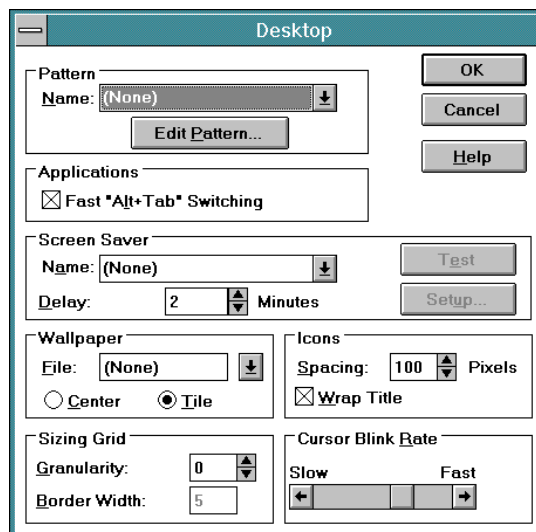 Desktop
Pattern
Name: (None)
Edit Pattern...
OK
Cancel
Help
Applications
Fast "Alt+Tab" Switching
Screen Saver
Name: (None)
Delay: 2 Minutes
Test
Setup...
Wallpaper
File: (None)
Center Tile
Icons
Spacing: 100 Pixels
Wrap Title
Sizing Grid
Granularity: 0
Border Width: 5
Cursor Blink Rate
Slow Fast